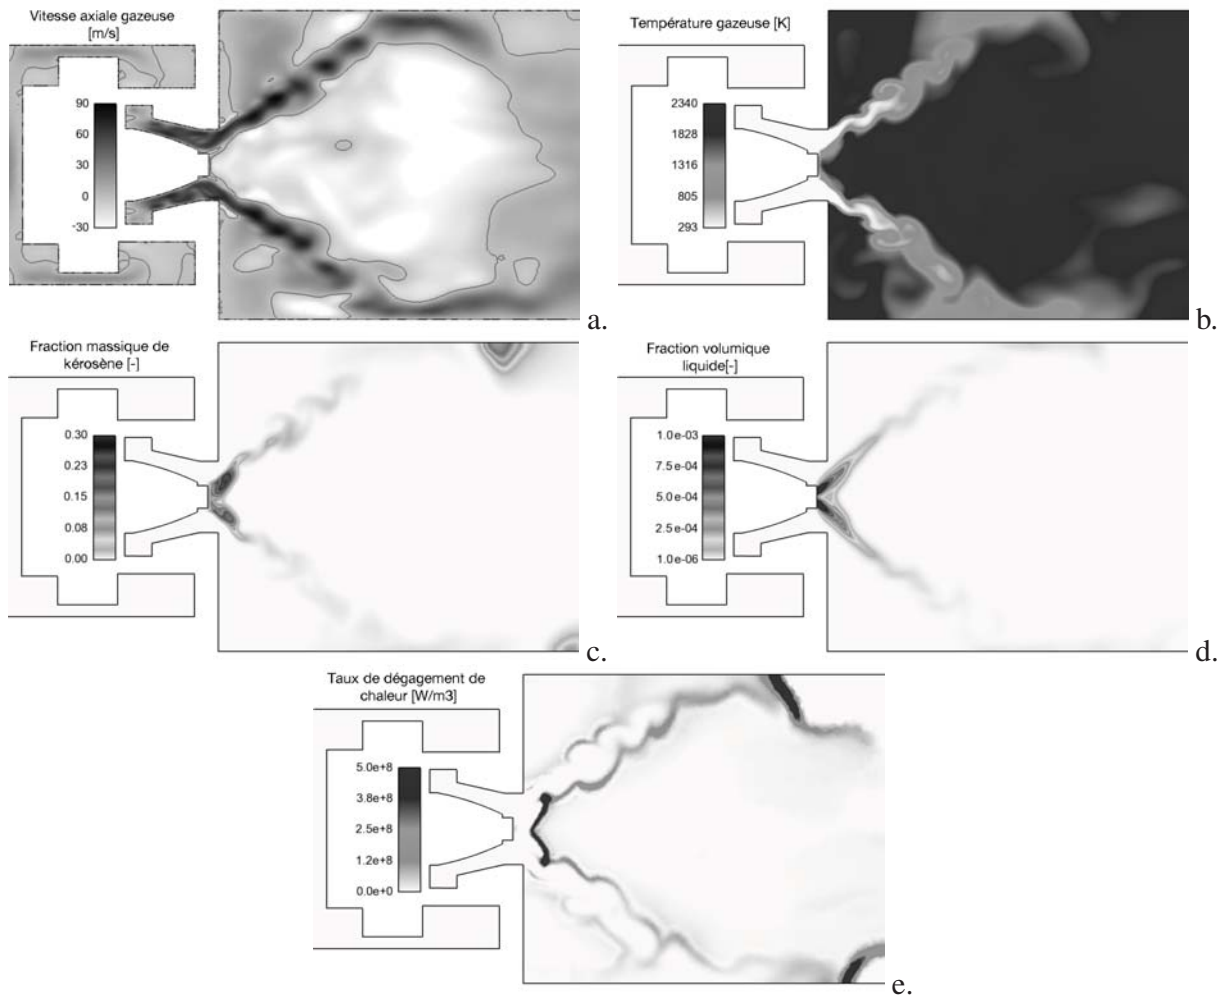 Vitesse axiale gazeuse
[m/s]
90
60
30
0
-30
a.
Température gazeuse [K]
2340
1828
1316
805
293
b.
Fraction massique de
kérosène [-]
0.30
0.23
0.15
0.08
0.00
c.
Fraction volumique
liquide[-]
1.0e-03
7.5e-04
5.0e-04
2.5e-04
1.0e-06
d.
Taux de dégagement de
chaleur [W/m3]
5.0e+8
3.8e+8
2.5e+8
1.2e+8
0.0e+0
e.